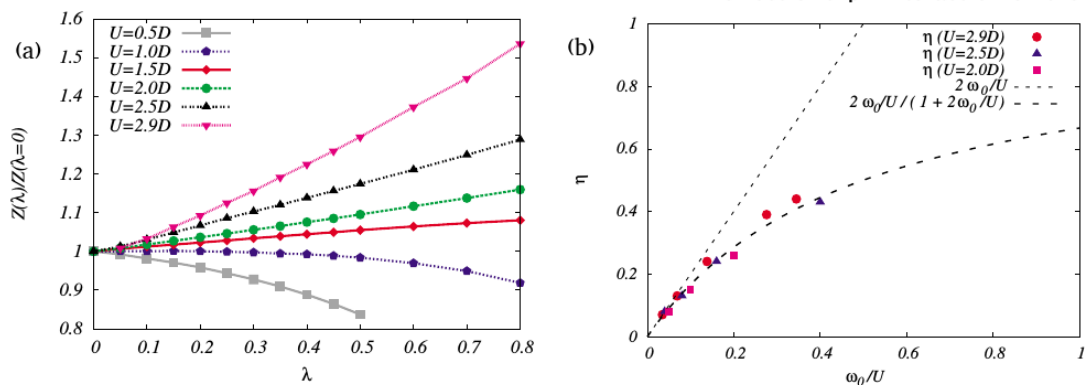 (a)
Z(λ)/Z(λ=0)
1.6
1.5
1.4
1.3
1.2
1.1
1
0.9
0.8
U=0.5D
U=1.0D
U=1.5D
U=2.0D
U=2.5D
U=2.9D
0 0.1 0.2 0.3 0.4 0.5 0.6 0.7 0.8
λ
(b)
η
1
0.8
0.6
0.4
0.2
0
η (U=2.9D)
η (U=2.5D)
η (U=2.0D)
2 ω₀/U
2 ω₀/U / ( 1 + 2ω₀/U )
0 0.2 0.4 0.6 0.8 1
ω₀/U